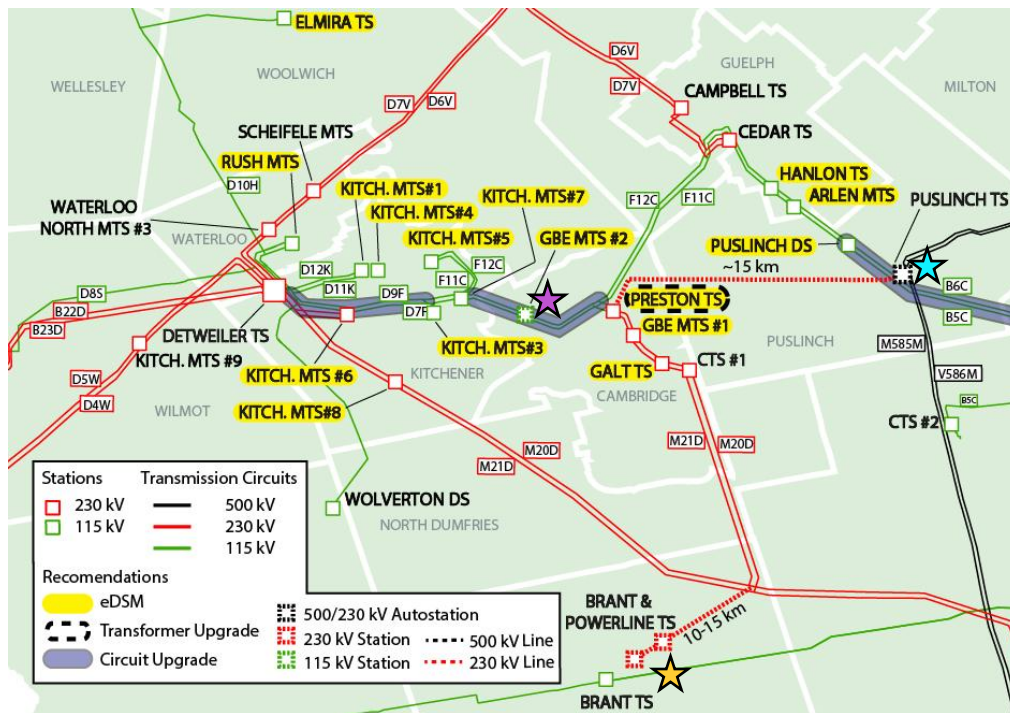 ELMIRA TS
WELLESLEY
WOOLWICH
D6V
D7V
GUELPH
MILTON
CAMPBELL TS
D7V
D6V
SCHEIFELE MTS
CEDAR TS
RUSH MTS
D10H
KITCH. MTS#1
KITCH. MTS#4
KITCH. MTS#7
F12C
F11C
HANLON TS
ARLEN MTS
PUSLINCH TS
WATERLOO
NORTH MTS #3
WATERLOO
KITCH. MTS#5
GBE MTS #2
PUSLINCH DS
~15 km
D12K
D11K
F12C
F11C
D8S
B22D
B23D
D9F
D7F
PRESTON TS
B6C
B5C
DETWEILER TS
KITCH. MTS #9
KITCH. MTS#3
GBE MTS #1
PUSLINCH
M585M
KITCH. MTS #6
KITCHENER
GALT TS
CTS #1
D5W
D4W
WILMOT
KITCH. MTS#8
CAMBRIDGE
V586M
B5C
CTS #2
M21D
M20D
M21D
M20D
WOLVERTON DS
NORTH DUMFRIES
Stations
Transmission Circuits
230 kV
115 kV
500 kV
230 kV
115 kV
Recomendations
eDSM
Transformer Upgrade
Circuit Upgrade
500/230 kV Autostation
230 kV Station
115 kV Station
500 kV Line
230 kV Line
BRANT &
POWERLINE TS
10-15 km
BRANT TS